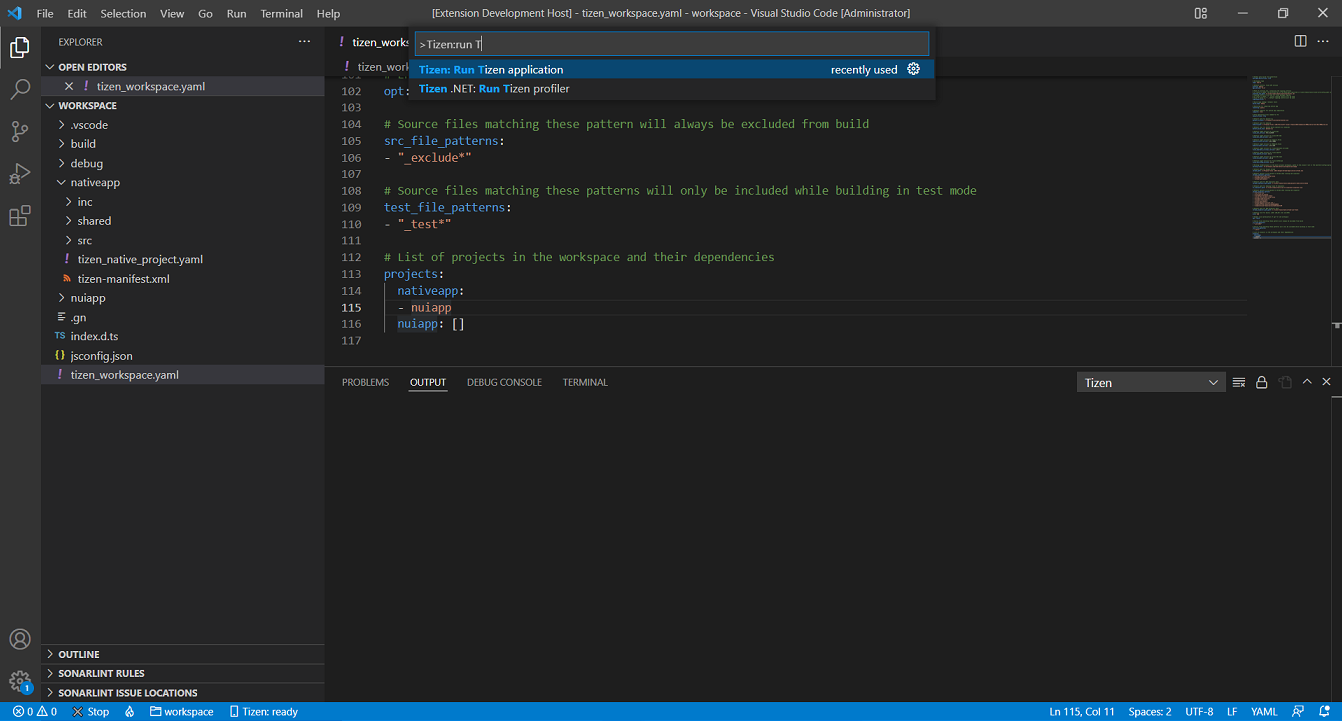 File Edit Selection View Go Run Terminal Help [Extension Development Host] - tizen_workspace.yaml - workspace - Visual Studio Code [Administrator]
EXPLORER ···
OPEN EDITORS
! tizen_workspace.yaml
WORKSPACE
.vscode
build
debug
nativeapp
inc
shared
src
! tizen_native_project.yaml
tizen-manifest.xml
nuiapp
.gn
TS index.d.ts
{} jsconfig.json
! tizen_workspace.yaml
OUTLINE
SONARLINT RULES
SONARLINT ISSUE LOCATIONS
! tizen_works
! tizen_work
>Tizen:run T
Tizen: Run Tizen application recently used
Tizen .NET: Run Tizen profiler
102 opt:
103
104 # Source files matching these pattern will always be excluded from build
105 src_file_patterns:
106 - "_exclude*"
107
108 # Source files matching these patterns will only be included while building in test mode
109 test_file_patterns:
110 - "_test*"
111
112 # List of projects in the workspace and their dependencies
113 projects:
114 nativeapp:
115 - nuiapp
116 nuiapp: []
117
PROBLEMS OUTPUT DEBUG CONSOLE TERMINAL Tizen
1
0 0 Stop workspace Tizen: ready Ln 115, Col 11 Spaces: 2 UTF-8 LF YAML